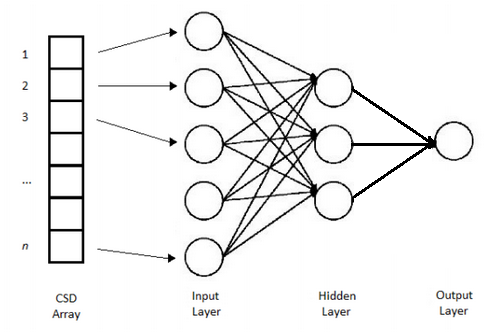 1
2
3
...
n
CSD
Array
Input
Layer
Hidden
Layer
Output
Layer